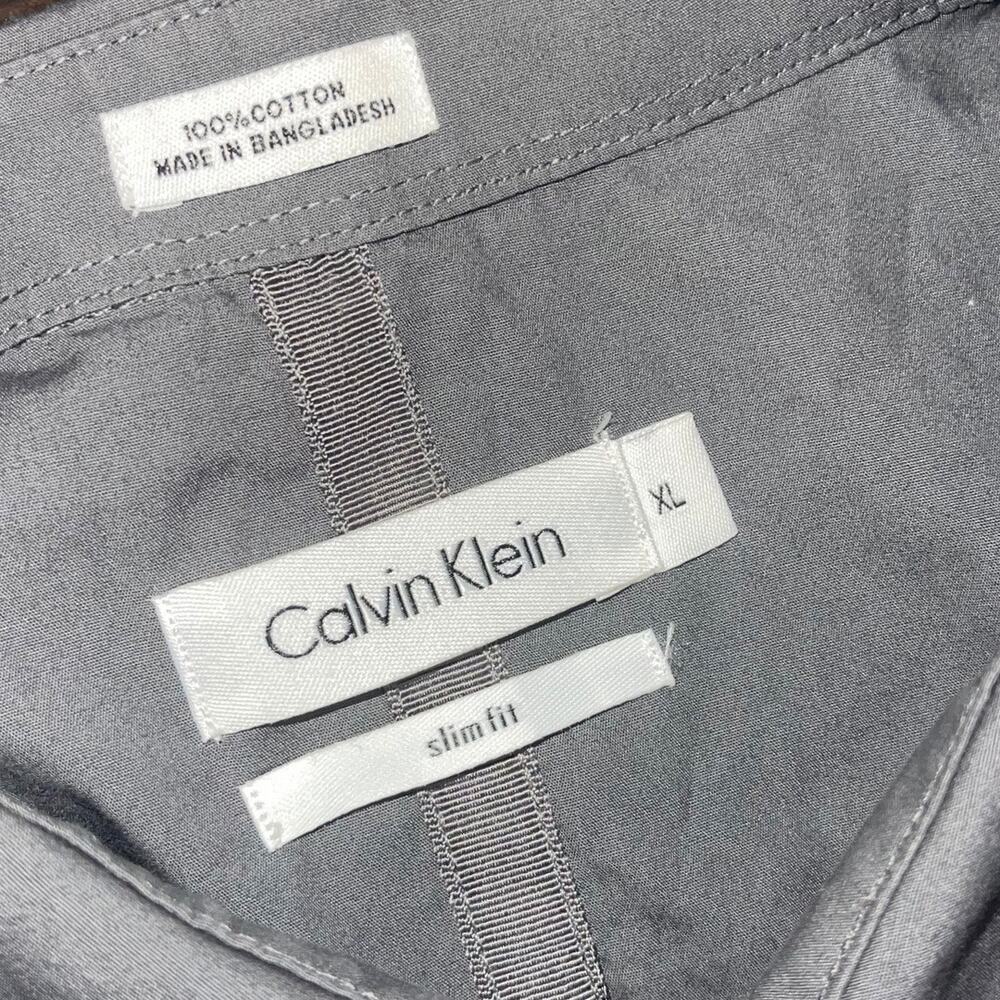 100% COTTON
MADE IN BANGLADESH
Calvin Klein
XL
slim fit